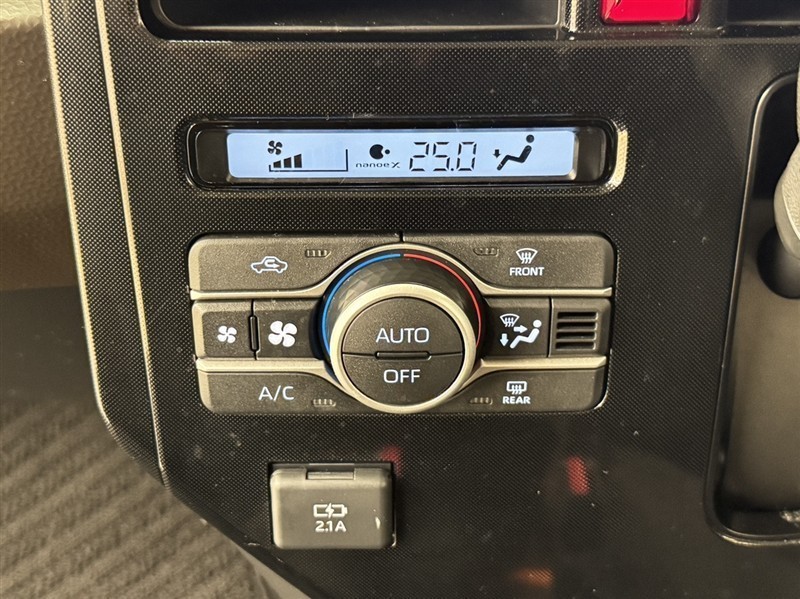 nanoe X 25.0
FRONT
AUTO
OFF
A/C
REAR
2.1A